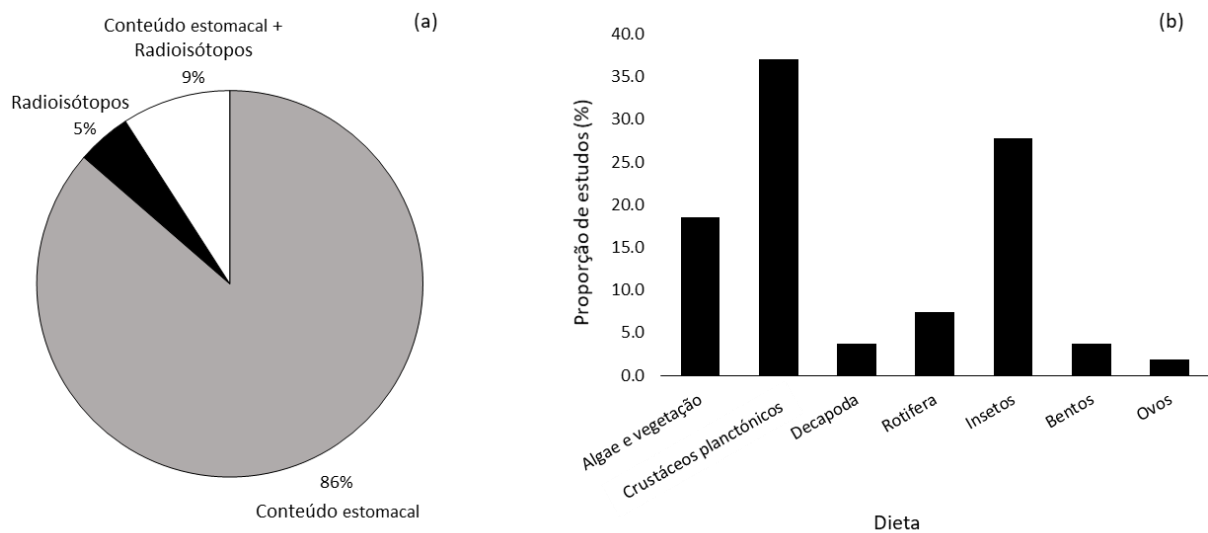 (a)
Conteúdo estomacal +
Radioisótopos
9%
Radioisótopos
5%
86%
Conteúdo estomacal
(b)
Proporção de estudos (%)
40.0
35.0
30.0
25.0
20.0
15.0
10.0
5.0
0.0
Algae e vegetação
Crustáceos planctónicos
Decapoda
Rotifera
Insetos
Bentos
Ovos
Dieta